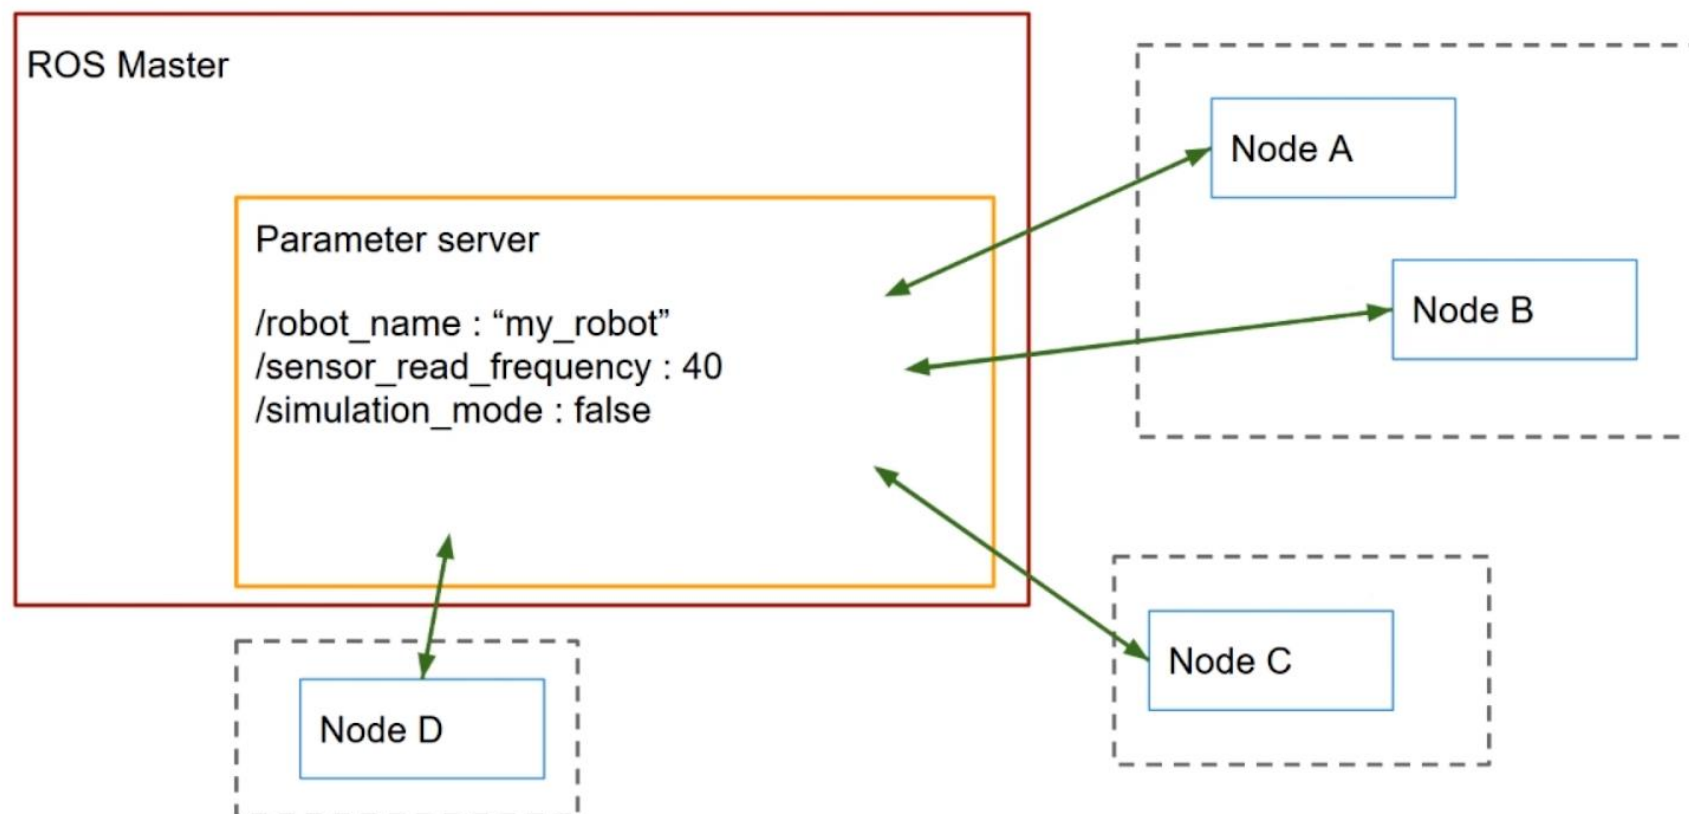 ROS Master
Parameter server
/robot_name : “my_robot”
/sensor_read_frequency : 40
/simulation_mode : false
Node A
Node B
Node C
Node D